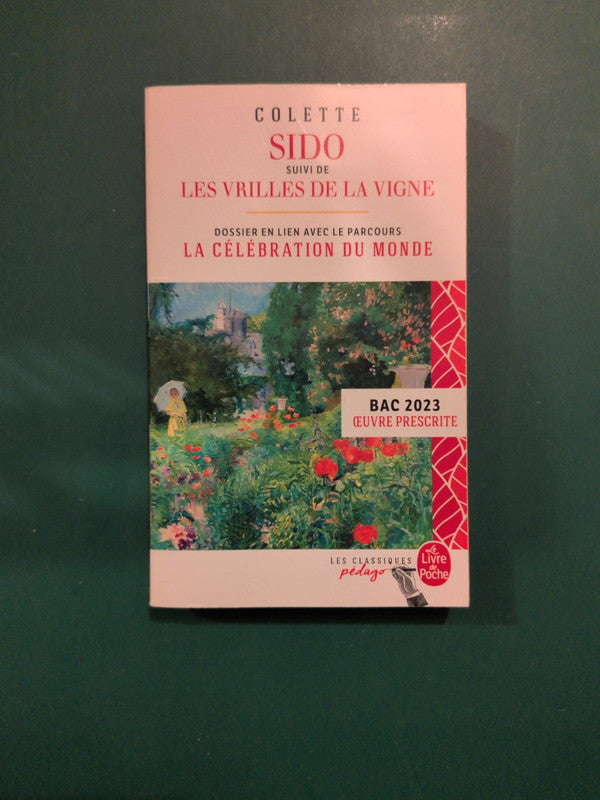 COLETTE
SIDO
SUIVI DE
LES VRILLES DE LA VIGNE
DOSSIER EN LIEN AVEC LE PARCOURS
LA CÉLÉBRATION DU MONDE
BAC 2023
ŒUVRE PRESCRITE
LES CLASSIQUES
pédago
Le
Livre
de
Poche